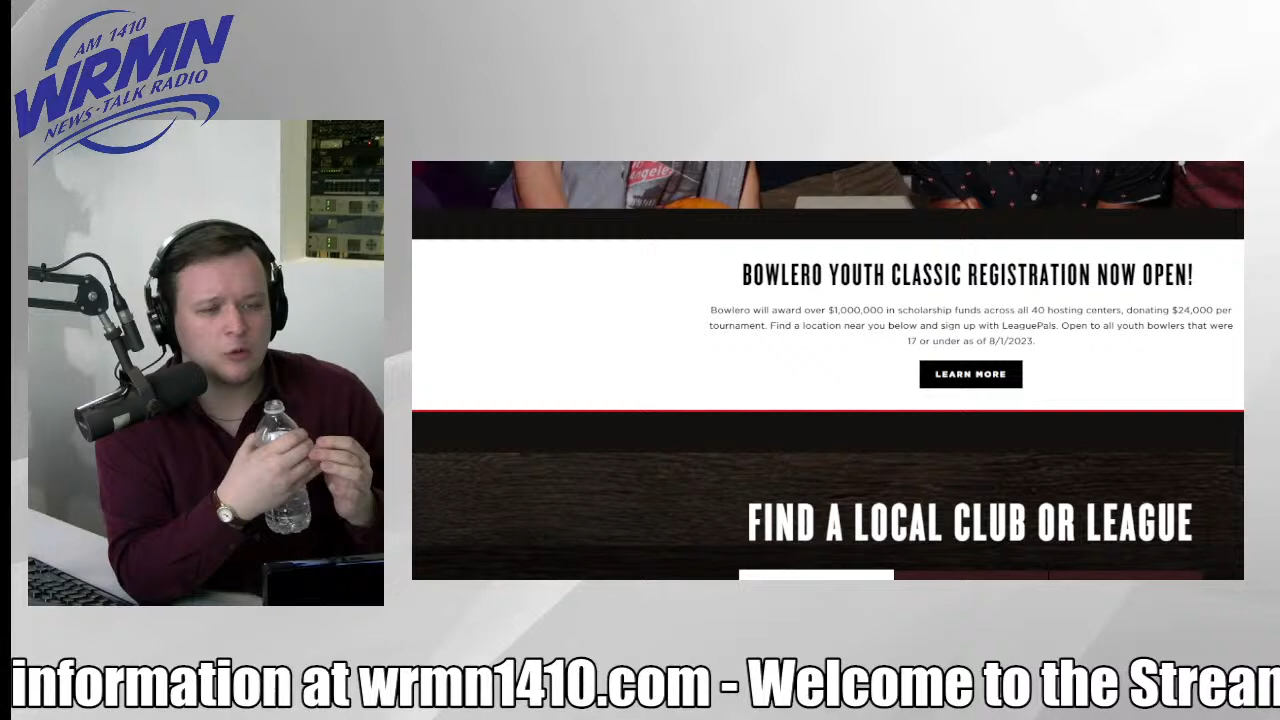 AM 1410
WRMN
NEWS·TALK RADIO
Angeles
BOWLERO YOUTH CLASSIC REGISTRATION NOW OPEN!
Bowlero will award over $1,000,000 in scholarship funds across all 40 hosting centers, donating $24,000 per
tournament. Find a location near you below and sign up with LeaguePals. Open to all youth bowlers that were
17 or under as of 8/1/2023.
LEARN MORE
FIND A LOCAL CLUB OR LEAGUE
information at wrmn1410.com - Welcome to the Stream